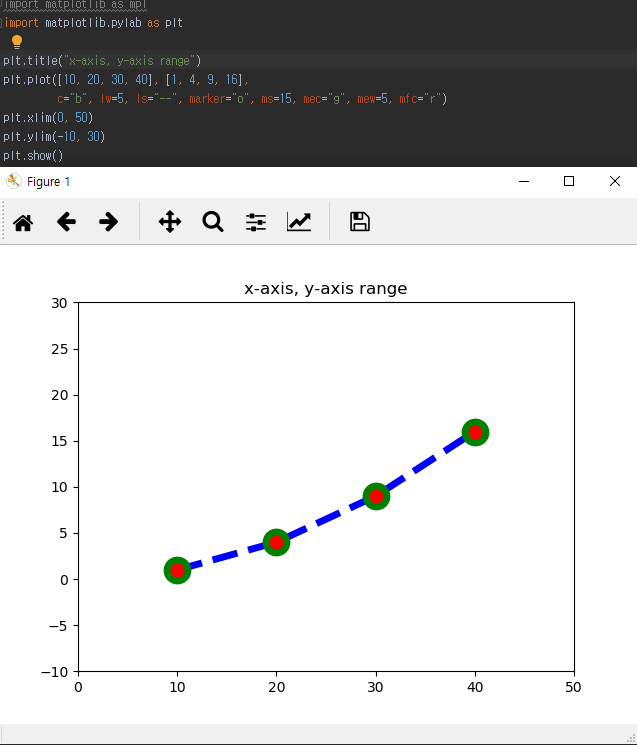 import matplotlib as mpl
import matplotlib.pylab as plt
plt.title("x-axis, y-axis range")
plt.plot([10, 20, 30, 40], [1, 4, 9, 16],
c="b", lw=5, ls="--", marker="o", ms=15, mec="g", mew=5, mfc="r")
plt.xlim(0, 50)
plt.ylim(-10, 30)
plt.show()
Figure 1
x-axis, y-axis range
30
25
20
15
10
5
0
−5
−10
0 10 20 30 40 50